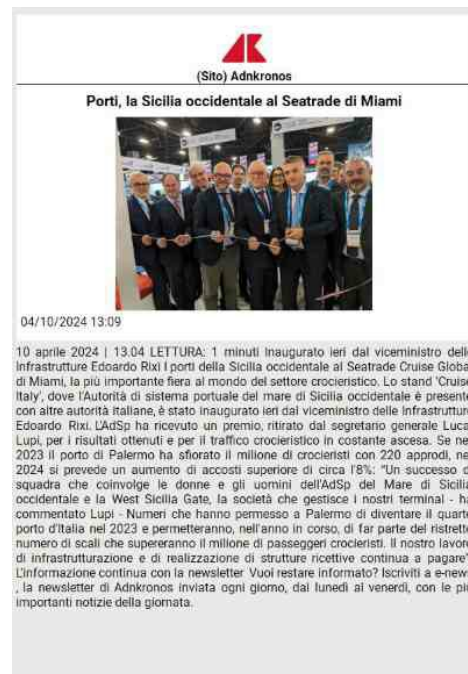 (Sito) Adnkronos
Porti, la Sicilia occidentale al Seatrade di Miami
04/10/2024 13:09
10 aprile 2024 | 13.04 LETTURA: 1 minuti Inaugurato ieri dal viceministro delle
Infrastrutture Edoardo Rixi I porti della Sicilia occidentale al Seatrade Cruise Global
di Miami, la più importante fiera al mondo del settore crocieristico. Lo stand 'Cruise
Italy', dove l'Autorità di sistema portuale del mare di Sicilia occidentale è presente
con altre autorità italiane, è stato inaugurato ieri dal viceministro delle Infrastrutture
Edoardo Rixi. L'AdSp ha ricevuto un premio, ritirato dal segretario generale Luca
Lupi, per i risultati ottenuti e per il traffico crocieristico in costante ascesa. Se nel
2023 il porto di Palermo ha sfiorato il milione di crocieristi con 220 approdi, nel
2024 si prevede un aumento di accosti superiore di circa l'8%: "Un successo di
squadra che coinvolge le donne e gli uomini dell'AdSp del Mare di Sicilia
occidentale e la West Sicilia Gate, la società che gestisce i nostri terminal - ha
commentato Lupi - Numeri che hanno permesso a Palermo di diventare il quarto
porto d'Italia nel 2023 e permetteranno, nell'anno in corso, di far parte del ristretto
numero di scali che supereranno il milione di passeggeri crocieristi. Il nostro lavoro
di infrastrutturazione e di realizzazione di strutture ricettive continua a pagare".
L'informazione continua con la newsletter Vuoi restare informato? Iscriviti a e-news
, la newsletter di Adnkronos inviata ogni giorno, dal lunedì al venerdì, con le più
importanti notizie della giornata.